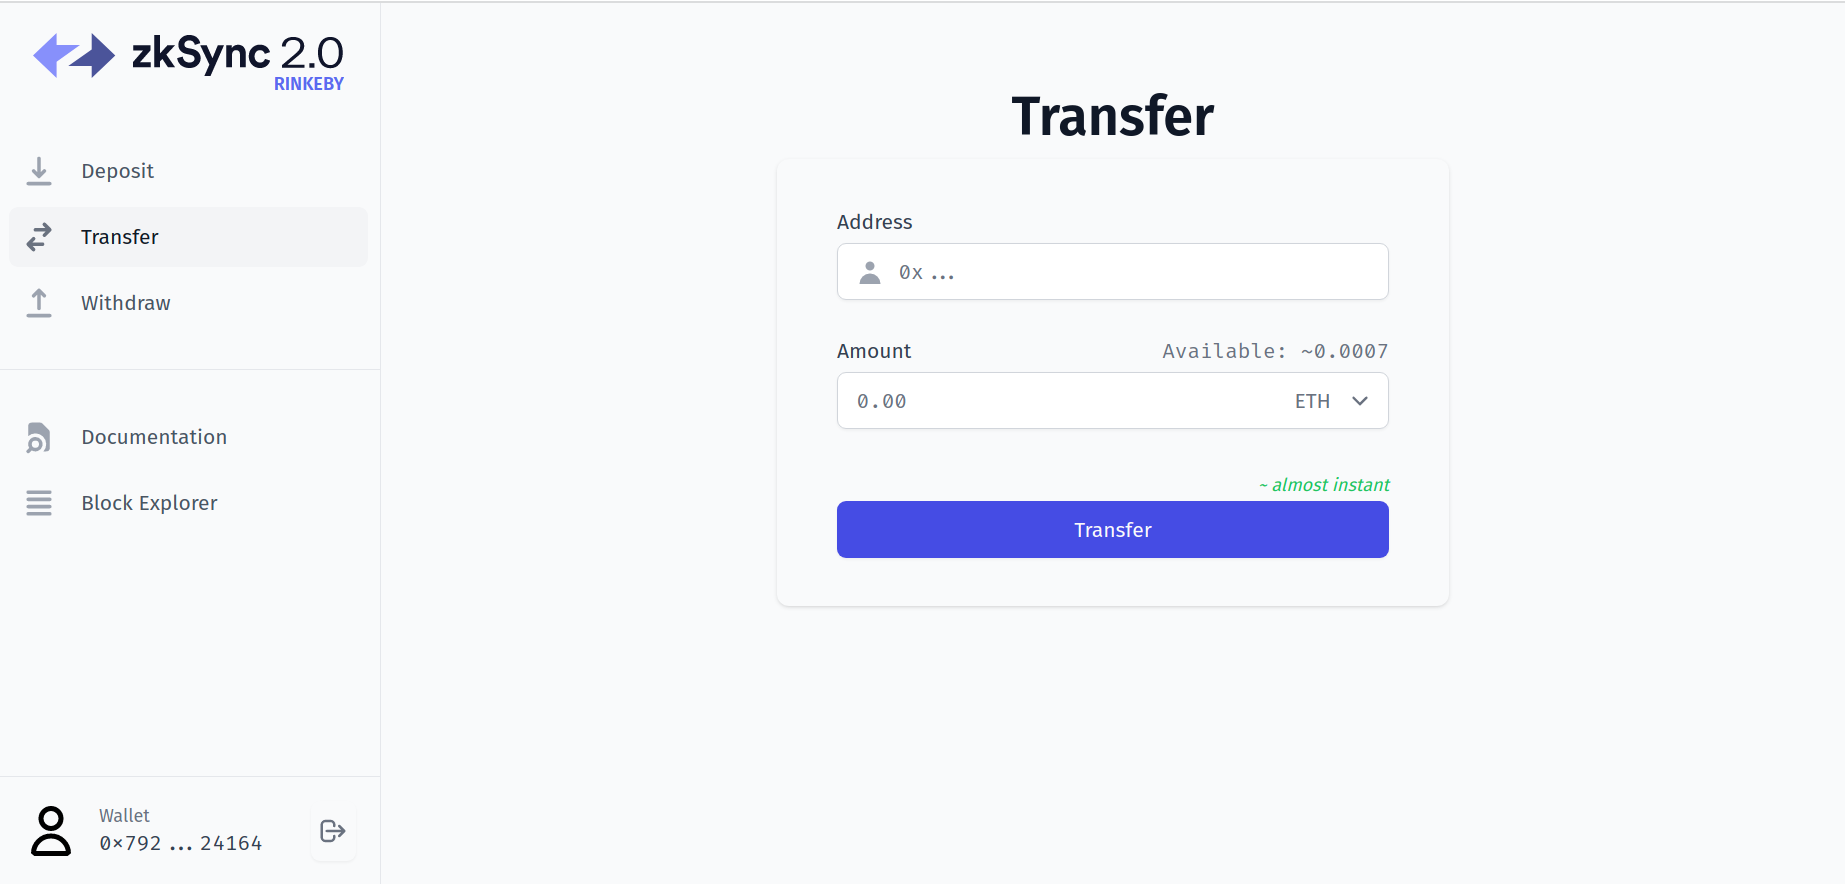 zkSync 2.0
RINKEBY
Deposit
Transfer
Withdraw
Documentation
Block Explorer
Wallet
0×792 ... 24164
Transfer
Address
0x ...
Amount
Available: ~0.0007
0.00
ETH
~ almost instant
Transfer